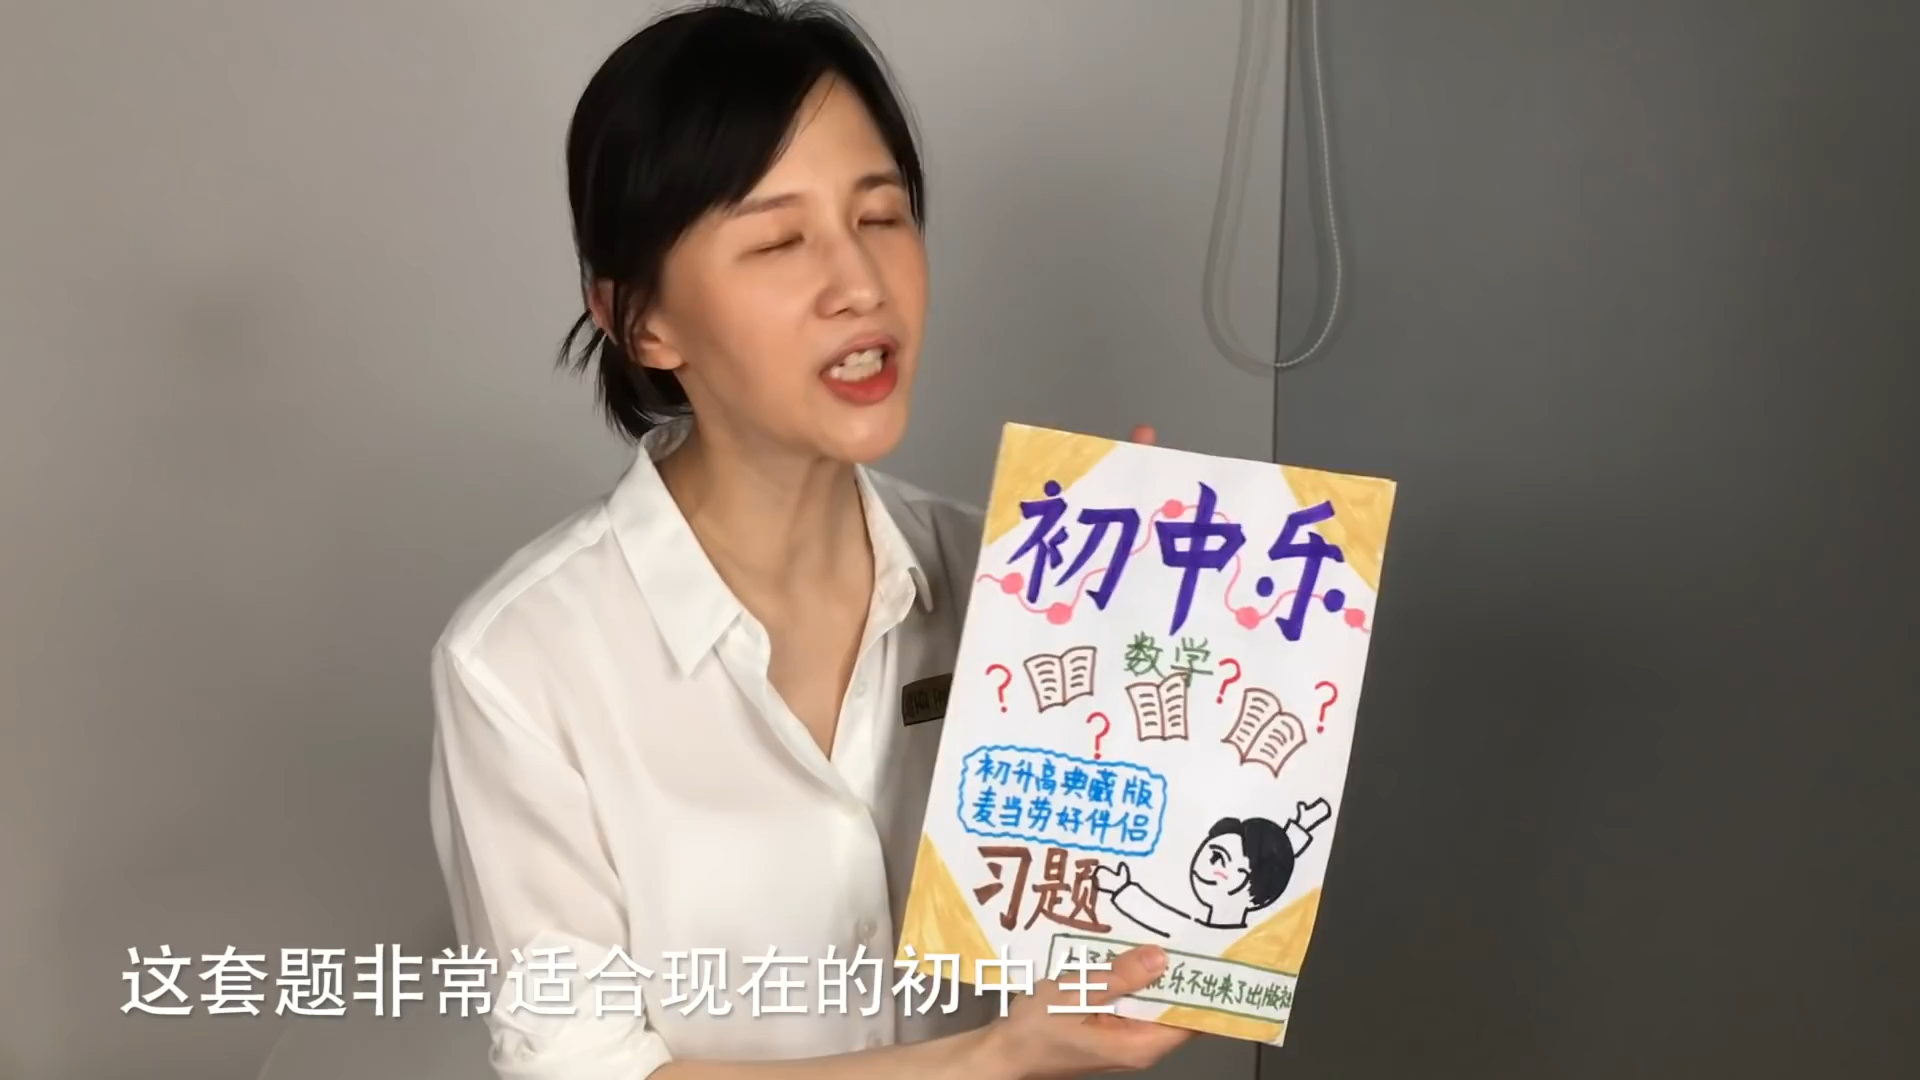 初中乐
数学
? ? ? ?
初升高典藏版
麦当劳好伴侣
习题
乐不出来了出版社
这套题非常适合现在的初中生